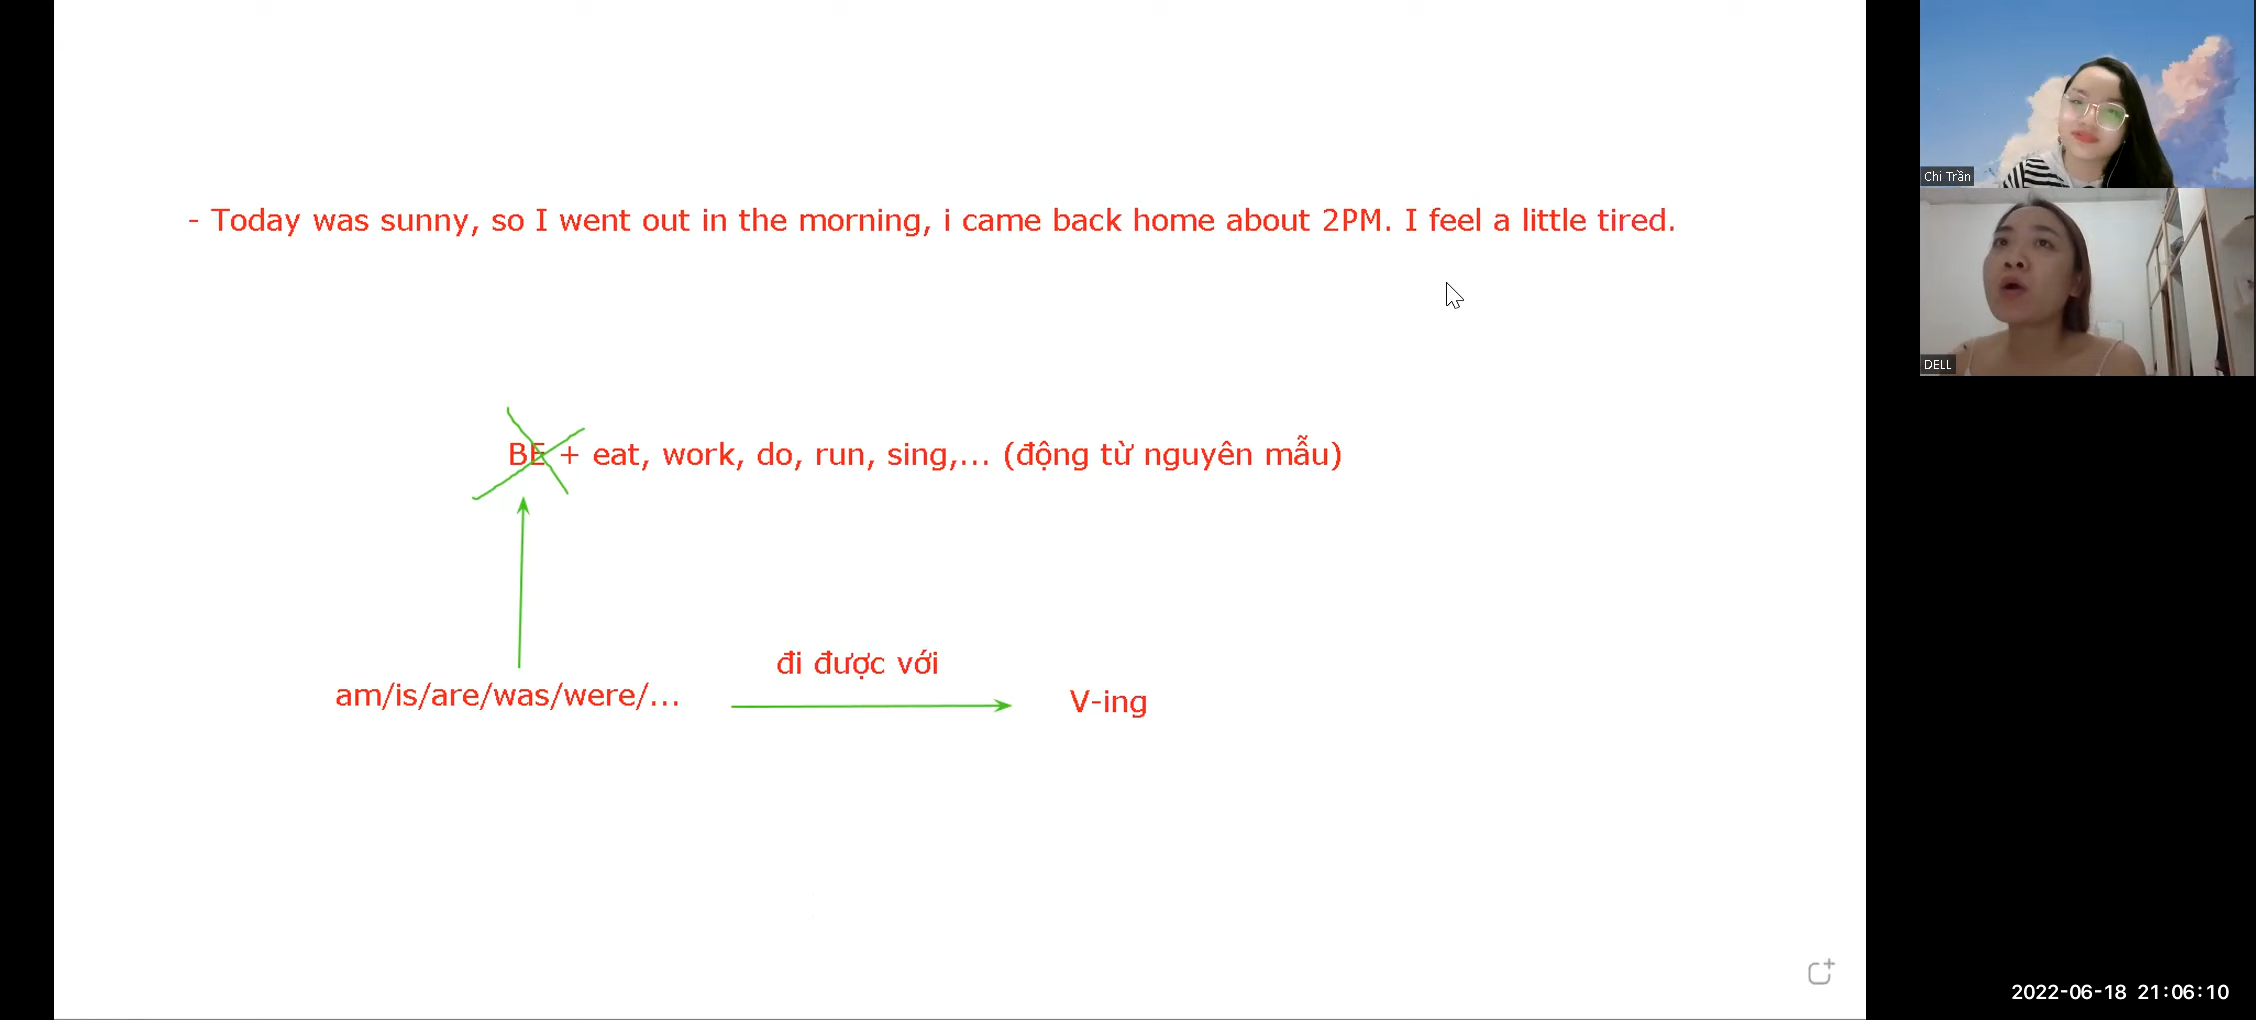 - Today was sunny, so I went out in the morning, i came back home about 2PM. I feel a little tired.
BE + eat, work, do, run, sing,... (động từ nguyên mẫu)
đi được với
am/is/are/was/were/...
V-ing
Chi Trần
DELL
2022-06-18 21:06:10